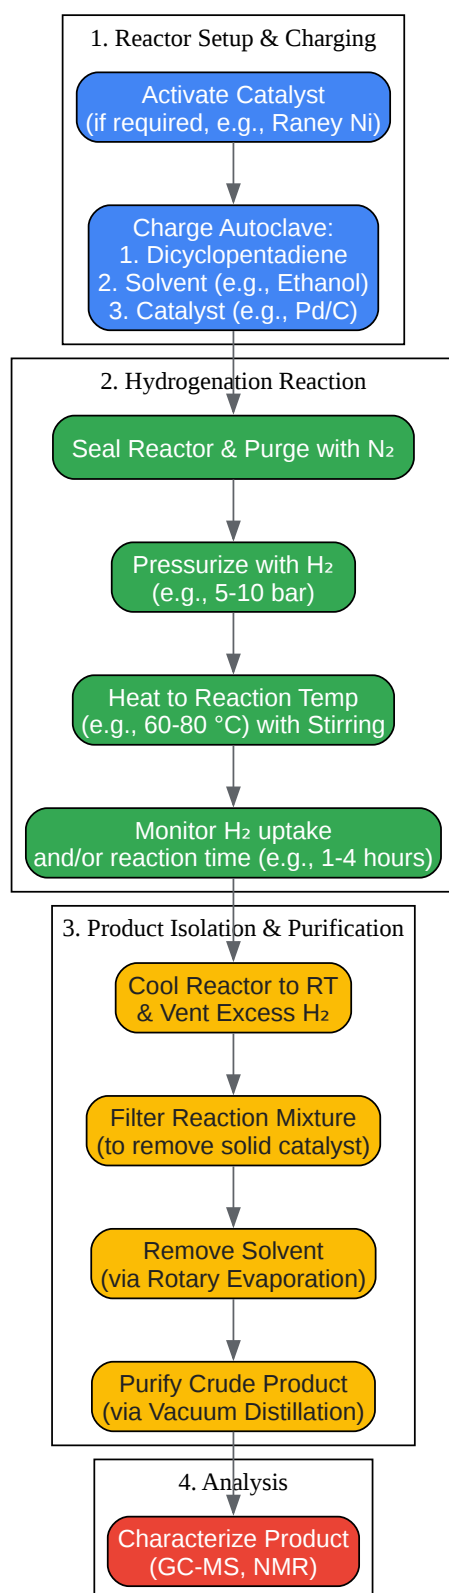 1. Reactor Setup & Charging
Activate Catalyst
(if required, e.g., Raney Ni)
Charge Autoclave:
1. Dicyclopentadiene
2. Solvent (e.g., Ethanol)
3. Catalyst (e.g., Pd/C)
2. Hydrogenation Reaction
Seal Reactor & Purge with N₂
Pressurize with H₂
(e.g., 5-10 bar)
Heat to Reaction Temp
(e.g., 60-80 °C) with Stirring
Monitor H₂ uptake
and/or reaction time (e.g., 1-4 hours)
3. Product Isolation & Purification
Cool Reactor to RT
& Vent Excess H₂
Filter Reaction Mixture
(to remove solid catalyst)
Remove Solvent
(via Rotary Evaporation)
Purify Crude Product
(via Vacuum Distillation)
4. Analysis
Characterize Product
(GC-MS, NMR)